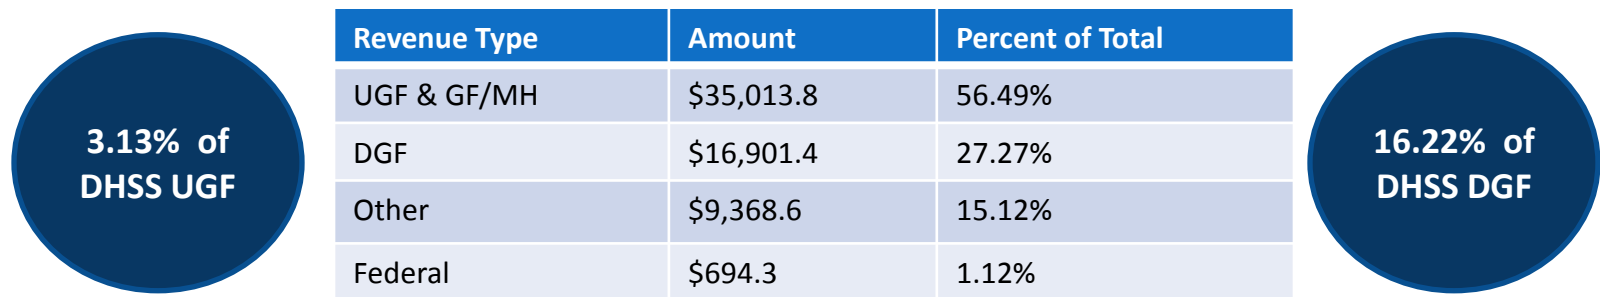 3.13% of
DHSS UGF
Revenue Type Amount Percent of Total
UGF & GF/MH $35,013.8 56.49%
DGF $16,901.4 27.27%
Other $9,368.6 15.12%
Federal $694.3 1.12%
16.22% of
DHSS DGF